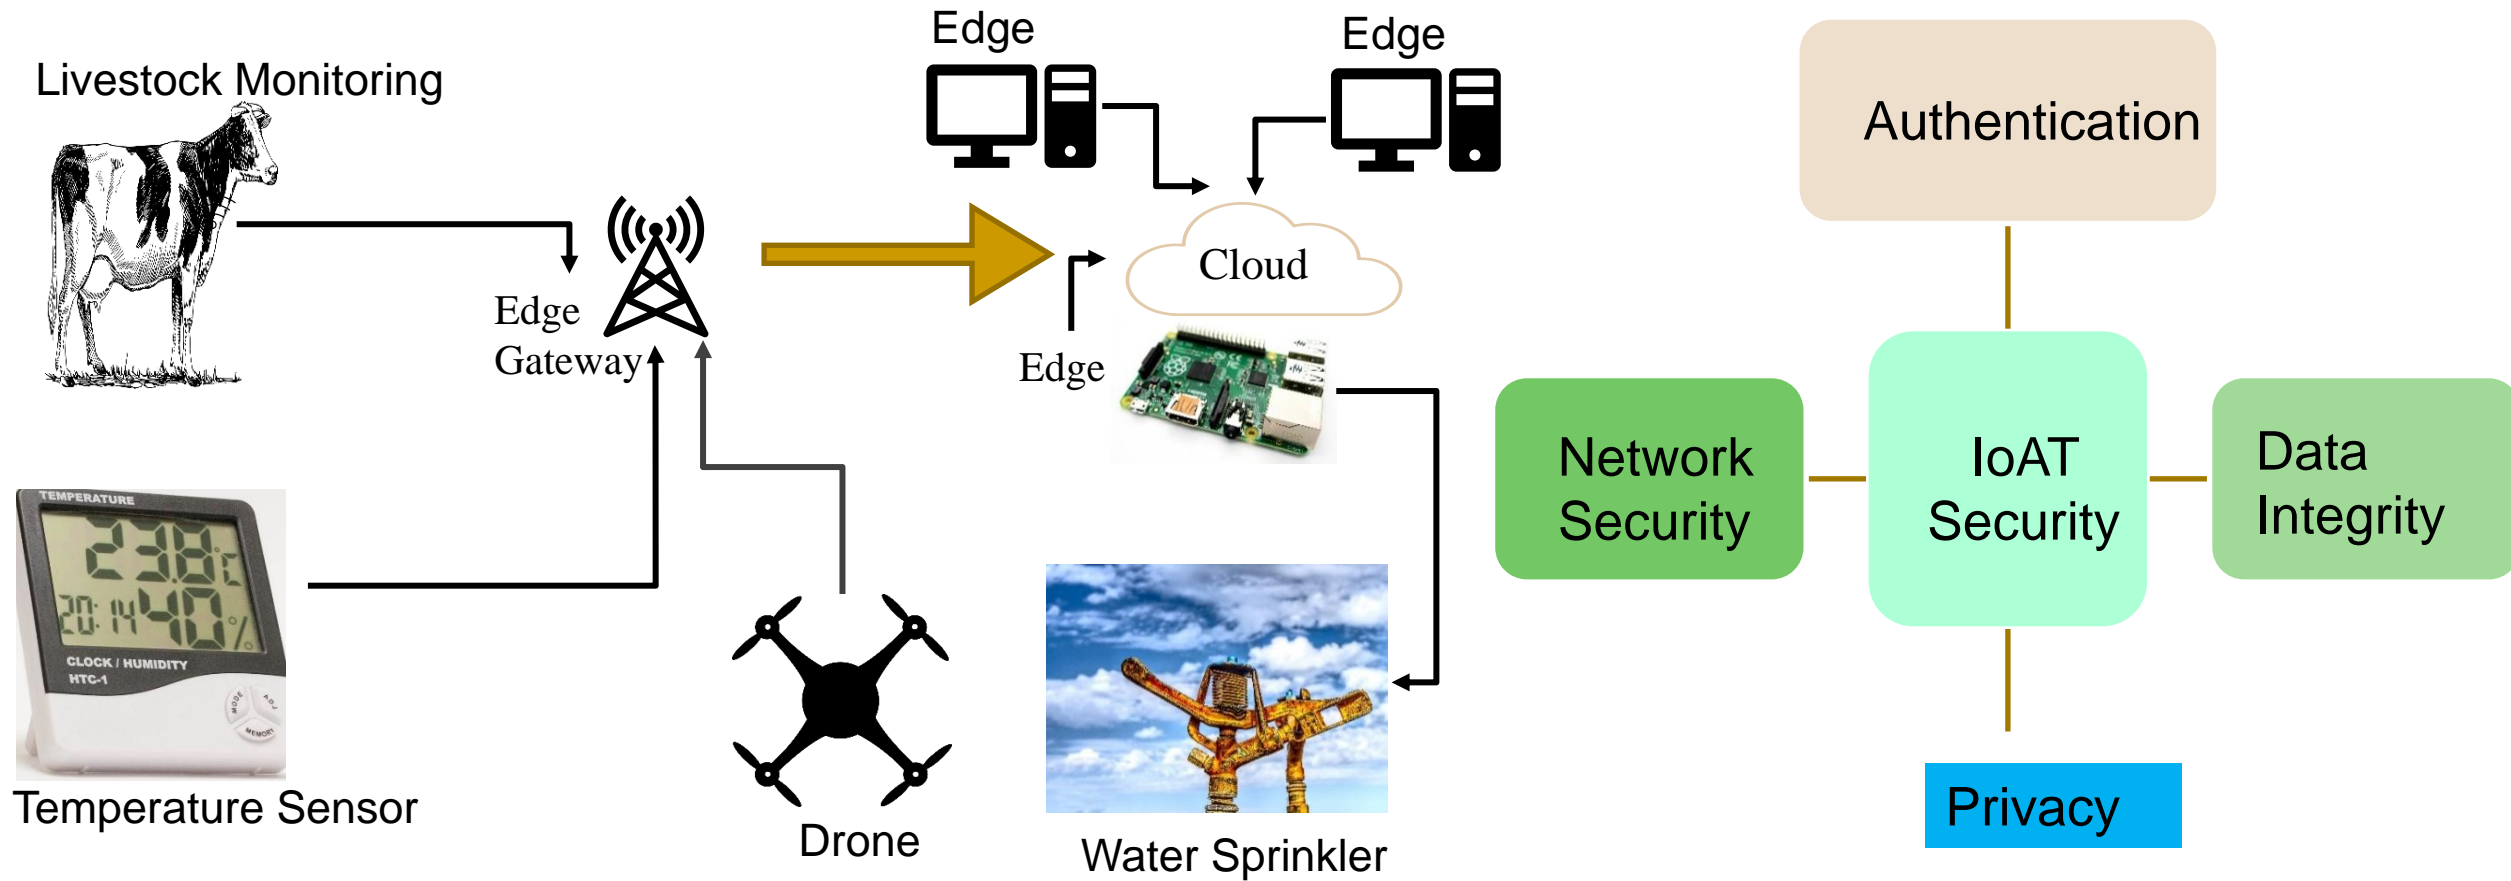 Livestock Monitoring
Edge
Edge
Authentication
Cloud
Edge
Gateway
Edge
Network
Security
IoAT
Security
Data
Integrity
TEMPERATURE
23.8°C
20:14 40%
CLOCK / HUMIDITY
HTC-1
MODE
ADJ
MEMORY
Temperature Sensor
Drone
Water Sprinkler
Privacy